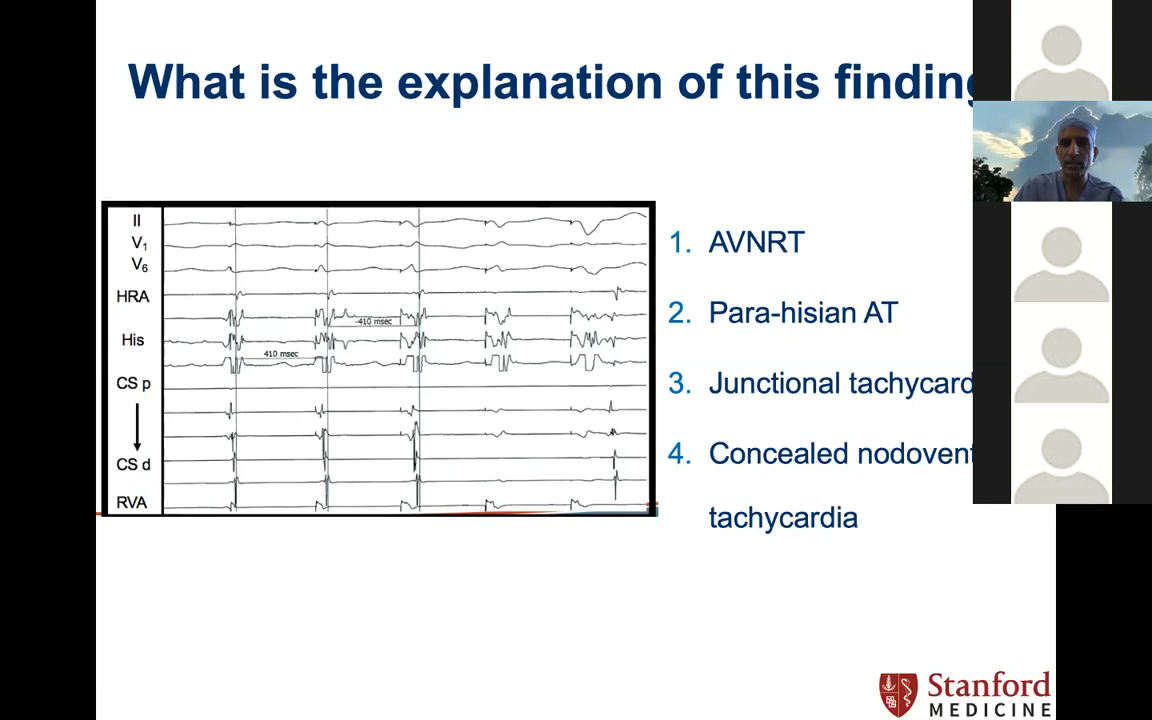 What is the explanation of this finding
II
V1
V6
HRA
His
CS p
CS d
RVA
-410 msec
410 msec
1. AVNRT
2. Para-hisian AT
3. Junctional tachycard
4. Concealed nodovent
tachycardia
Stanford
MEDICINE